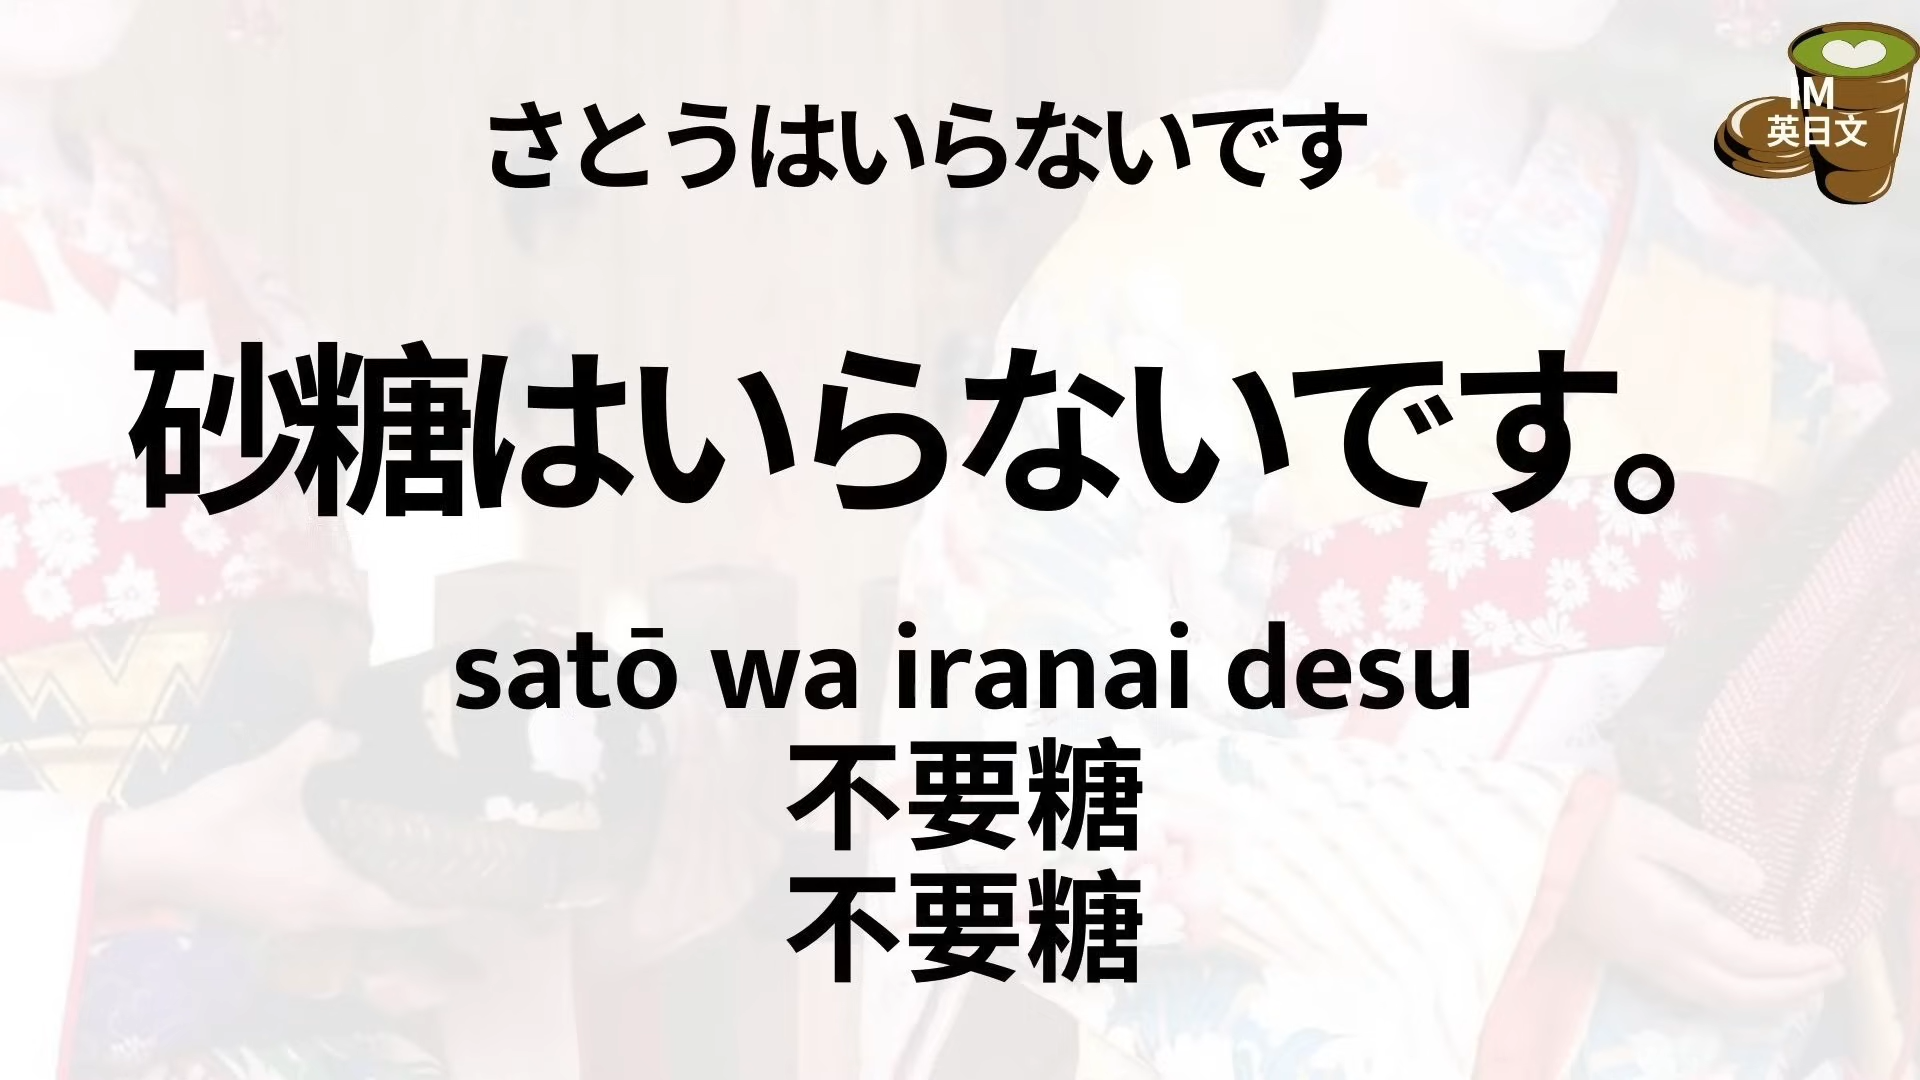 さとうはいらないです
砂糖はいらないです。
satō wa iranai desu
不要糖
不要糖
IM
英日文